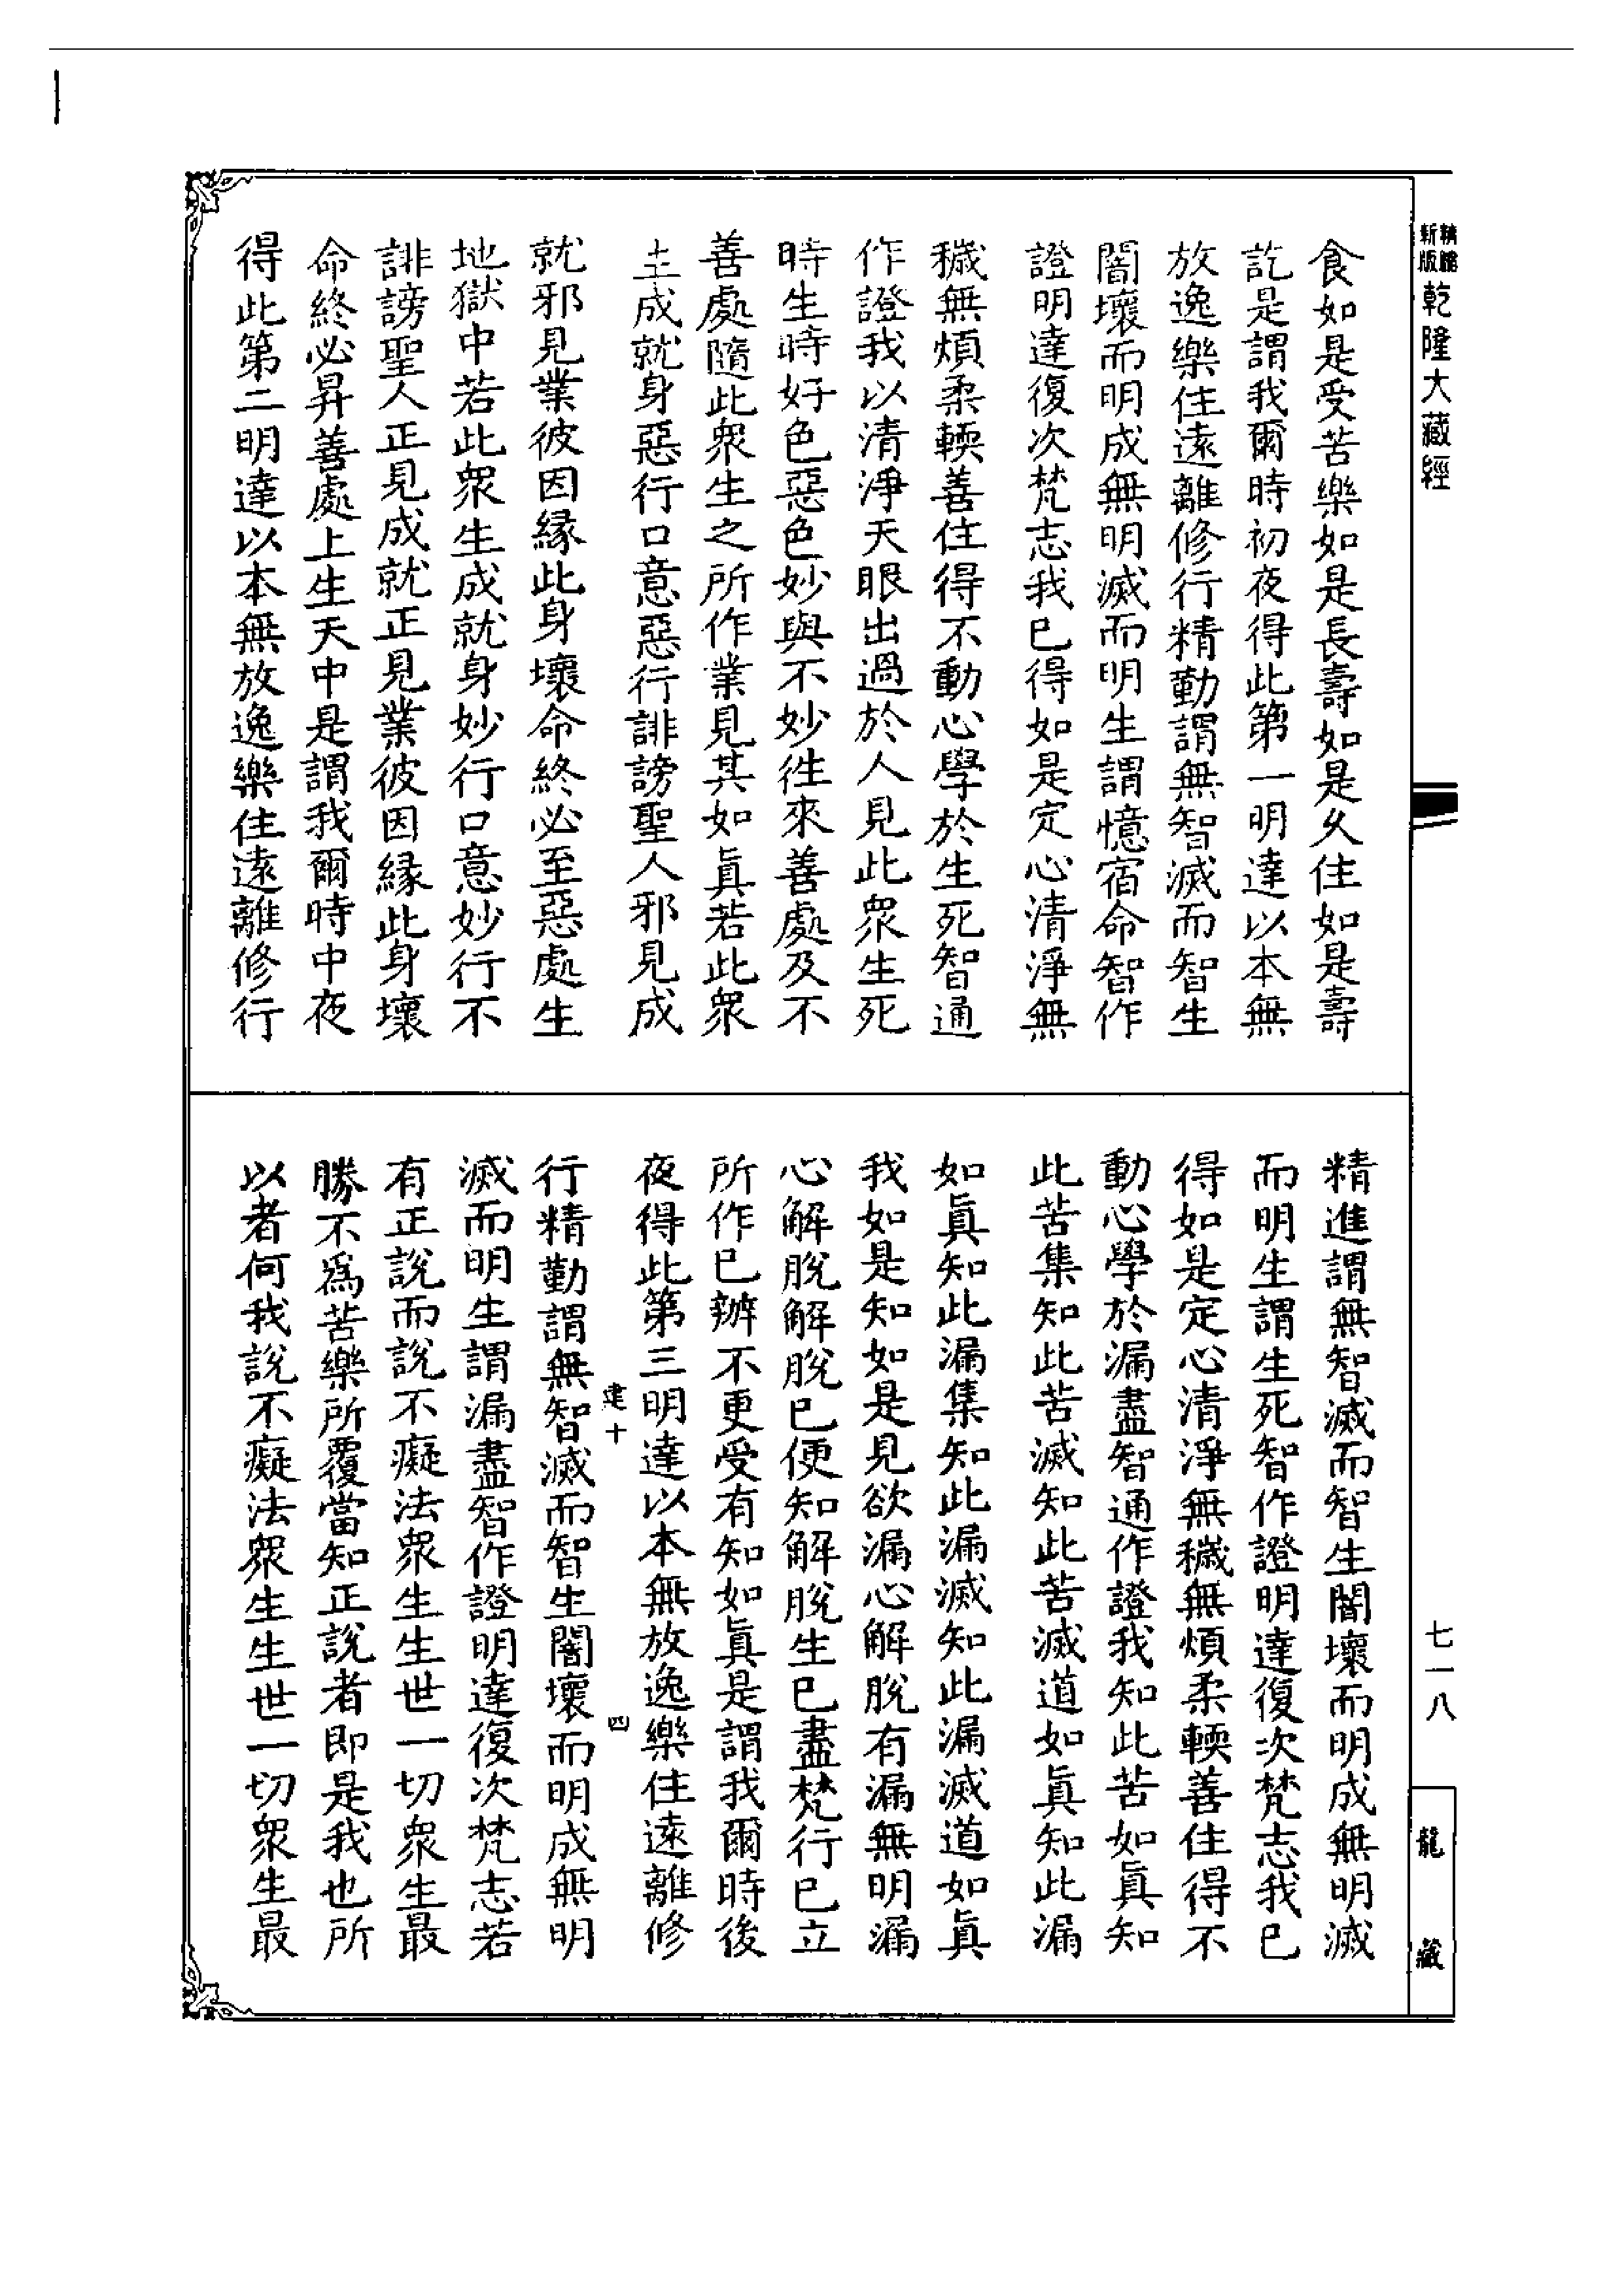 新版
乾隆大藏經
食如是受苦樂如是長壽如是久住如是壽
訖是謂我爾時初夜得此第一明達以本無
放逸樂住遠離修行精勤謂無智滅而智生
闇壞而明成無明滅而明生謂憶宿命智作
證明達復次梵志我已得如是定心清淨無
穢無煩柔輭善住得不動心學於生死智通
作證我以清淨天眼出過於人見此眾生死
時生時好色惡色妙與不妙徃來善處及不
善處隨此眾生之所作業見其如眞若此眾
生成就身惡行口意惡行誹謗聖人邪見成
就邪見業彼因緣此身壞命終必至惡處生
地獄中若此眾生成就身妙行口意妙行不
誹謗聖人正見成就正見業彼因緣此身壞
命終必昇善處上生天中是謂我爾時中夜
得此第二明達以本無放逸樂住遠離修行
精進謂無智滅而智生闇壞而明成無明滅
而明生謂生死智作證明達復次梵志我已
得如是定心清淨無穢無煩柔輭善住得不
動心學於漏盡智通作證我知此苦如眞知
此苦集知此苦滅知此苦滅道如眞知此漏
如眞知此漏集知此漏滅知此漏滅道如眞
我如是知如是見欲漏心解脫有漏無明漏
心解脫解脫已便知解脫生已盡梵行已立
所作已辦不更受有知如眞是謂我爾時後
夜得此第三明達以本無放逸樂住遠離修
建十
四
行精勤謂無智滅而智生闇壞而明成無明
滅而明生謂漏盡智作證明達復次梵志若
有正說而說不癡法眾生生世一切眾生最
勝不爲苦樂所覆當知正說者即是我也所
以者何我說不癡法眾生生世一切眾生最
七一八
龍藏